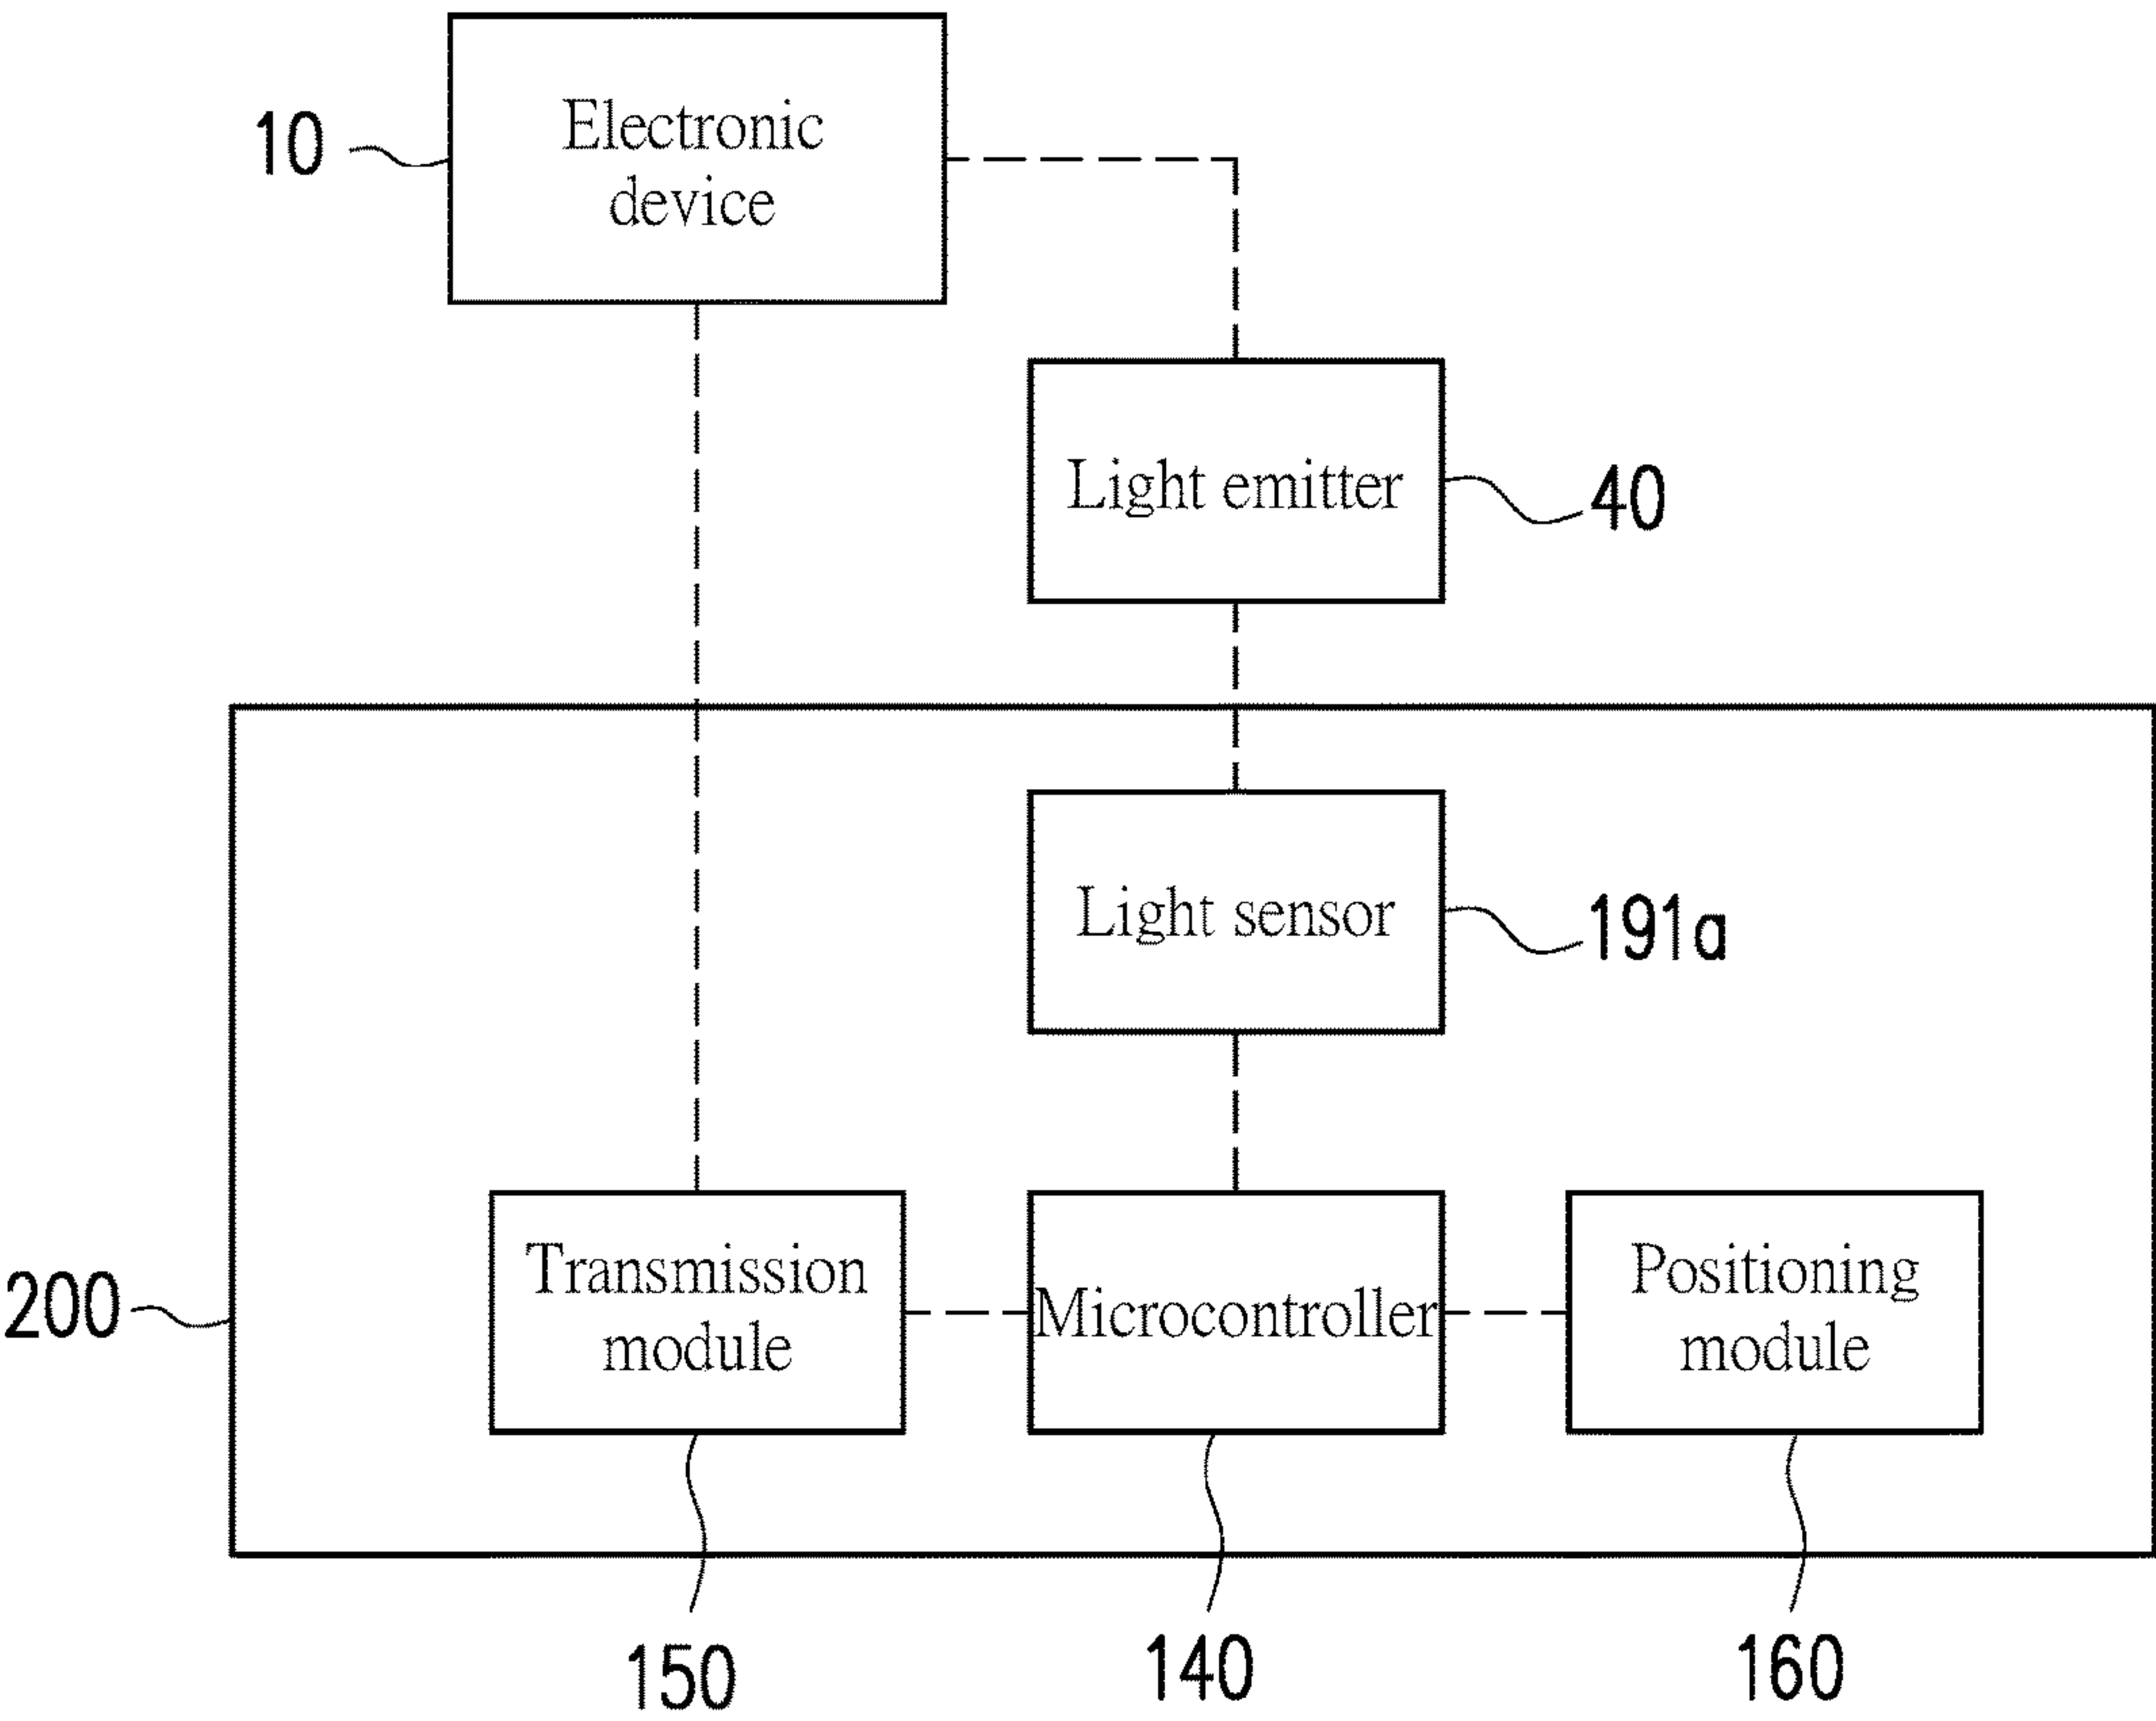 Electronic
device
10
Light emitter
40
Light sensor
191a
Transmission
module
Microcontroller
Positioning
module
200
150
140
160